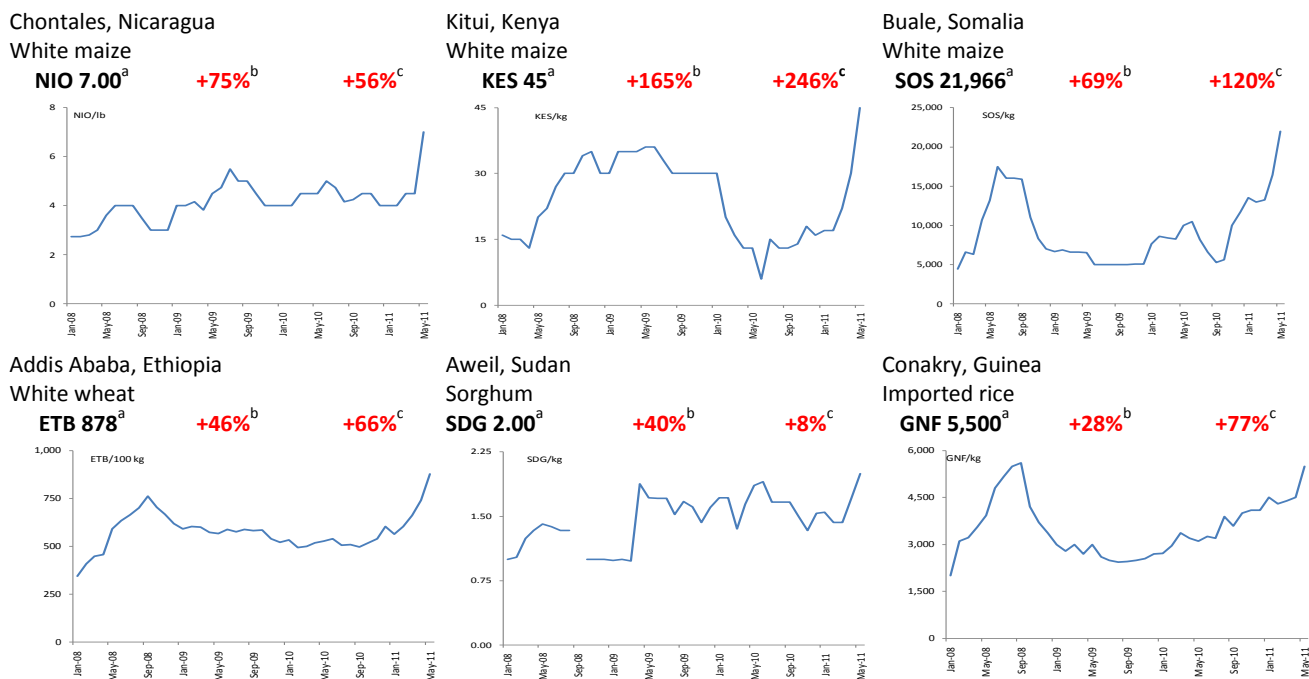 Chontales, Nicaragua
White maize
NIO 7.00a +75%b +56%c
NIO/lb
8
6
4
2
0
Jan-08 May-08 Sep-08 Jan-09 May-09 Sep-09 Jan-10 May-10 Sep-10 Jan-11 May-11
Kitui, Kenya
White maize
KES 45a +165%b +246%c
KES/kg
45
30
15
0
Jan-08 May-08 Sep-08 Jan-09 May-09 Sep-09 Jan-10 May-10 Sep-10 Jan-11 May-11
Buale, Somalia
White maize
SOS 21,966a +69%b +120%c
SOS/kg
25,000
20,000
15,000
10,000
5,000
0
Jan-08 May-08 Sep-08 Jan-09 May-09 Sep-09 Jan-10 May-10 Sep-10 Jan-11 May-11
Addis Ababa, Ethiopia
White wheat
ETB 878a +46%b +66%c
ETB/100 kg
1,000
750
500
250
0
Jan-08 May-08 Sep-08 Jan-09 May-09 Sep-09 Jan-10 May-10 Sep-10 Jan-11 May-11
Aweil, Sudan
Sorghum
SDG 2.00a +40%b +8%c
SDG/kg
2.25
1.50
0.75
0.00
Jan-08 May-08 Sep-08 Jan-09 May-09 Sep-09 Jan-10 May-10 Sep-10 Jan-11 May-11
Conakry, Guinea
Imported rice
GNF 5,500a +28%b +77%c
GNF/kg
6,000
4,500
3,000
1,500
0
Jan-08 May-08 Sep-08 Jan-09 May-09 Sep-09 Jan-10 May-10 Sep-10 Jan-11 May-11